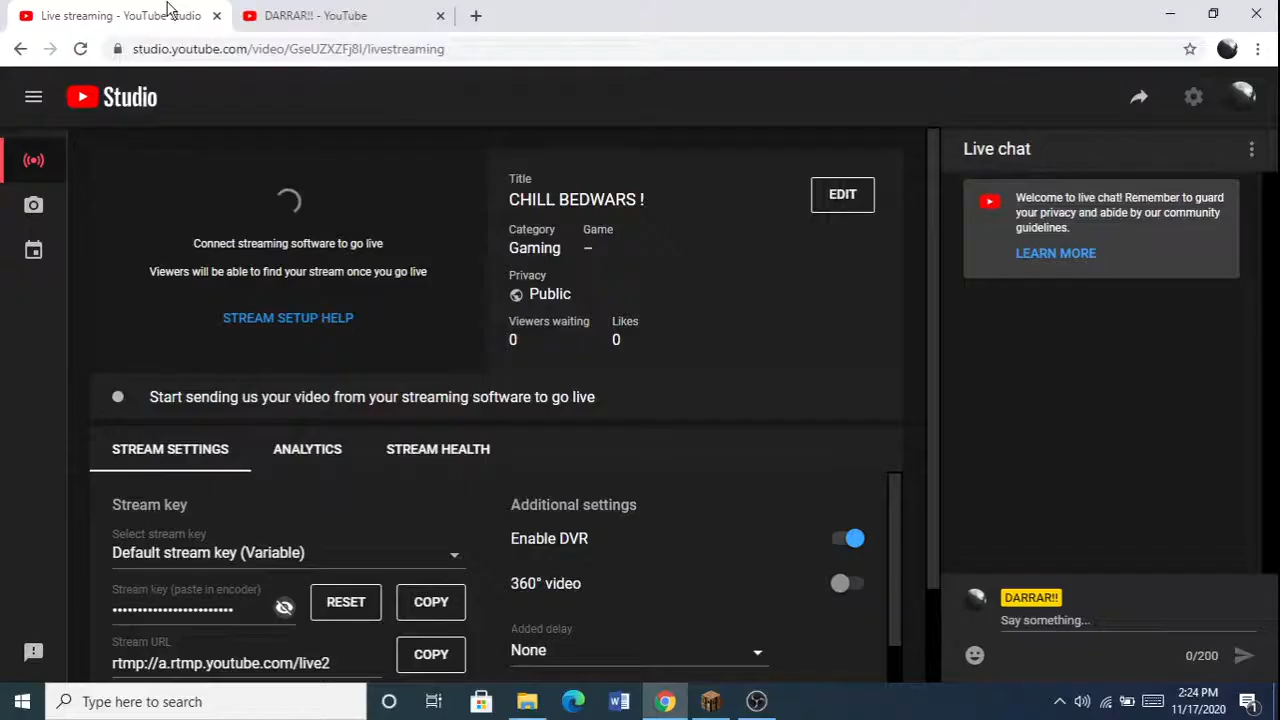 Live streaming - YouTube Studio
DARRAR!! - YouTube
studio.youtube.com/video/GseUZXZFj8I/livestreaming
Studio
Connect streaming software to go live
Viewers will be able to find your stream once you go live
STREAM SETUP HELP
Title
CHILL BEDWARS !
EDIT
Category Game
Gaming –
Privacy
Public
Viewers waiting Likes
0 0
Start sending us your video from your streaming software to go live
STREAM SETTINGS ANALYTICS STREAM HEALTH
Stream key
Select stream key
Default stream key (Variable)
Stream key (paste in encoder)
••••••••••••••••••••••••
RESET COPY
Stream URL
rtmp://a.rtmp.youtube.com/live2
COPY
Additional settings
Enable DVR
360° video
Added delay
None
Live chat
Welcome to live chat! Remember to guard
your privacy and abide by our community
guidelines.
LEARN MORE
DARRAR!!
Say something...
0/200
Type here to search
2:24 PM
11/17/2020
1